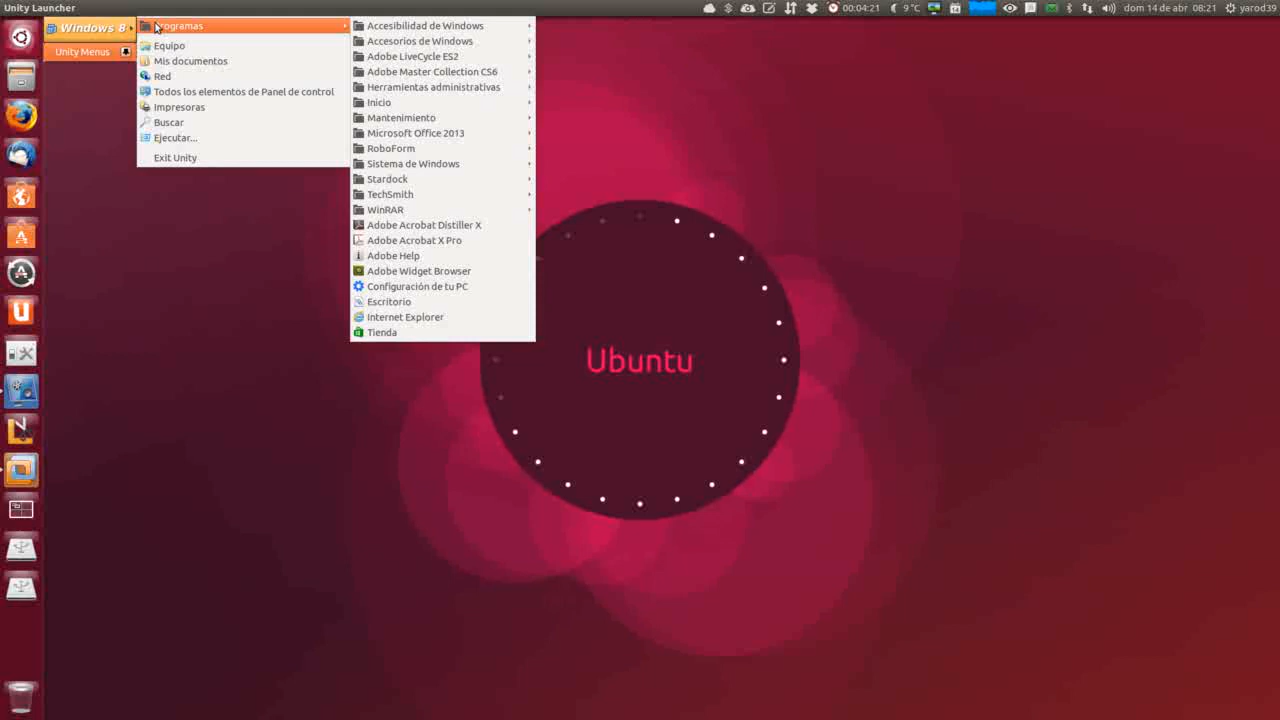 Unity Launcher
00:04:21
9 °C
dom 14 de abr 08:21
yarod39
Windows 8
Unity Menus
Programas
Equipo
Mis documentos
Red
Todos los elementos de Panel de control
Impresoras
Buscar
Ejecutar...
Exit Unity
Accesibilidad de Windows
Accesorios de Windows
Adobe LiveCycle ES2
Adobe Master Collection CS6
Herramientas administrativas
Inicio
Mantenimiento
Microsoft Office 2013
RoboForm
Sistema de Windows
Stardock
TechSmith
WinRAR
Adobe Acrobat Distiller X
Adobe Acrobat X Pro
Adobe Help
Adobe Widget Browser
Configuración de tu PC
Escritorio
Internet Explorer
Tienda
Ubuntu